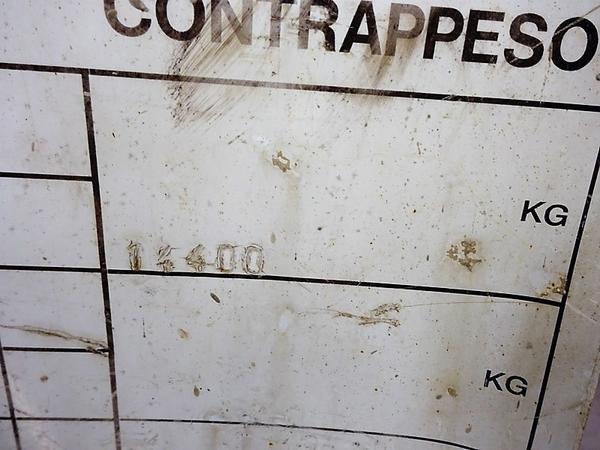 CONTRAPPESO
KG
14400
KG